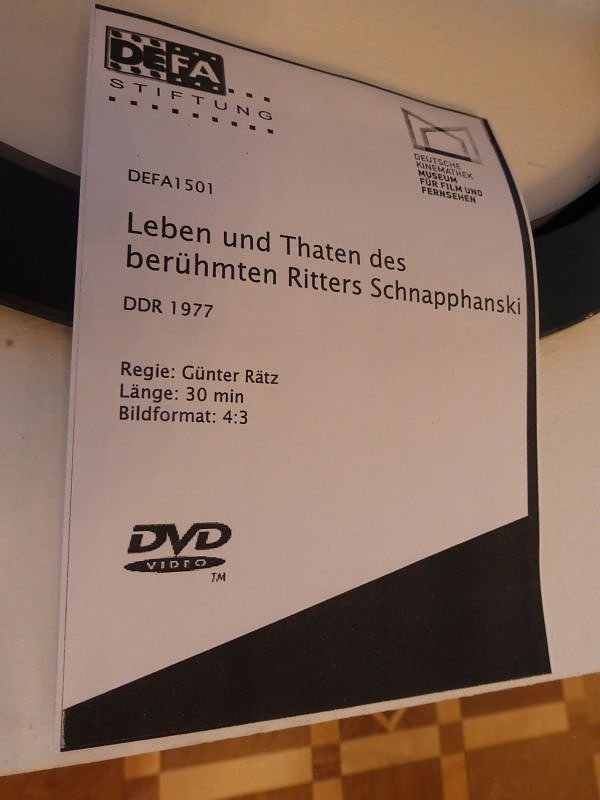 DEFA
STIFTUNG
DEUTSCHE
KINEMATHEK
MUSEUM
FÜR FILM UND
FERNSEHEN
DEFA1501
Leben und Thaten des
berühmten Ritters Schnapphanski
DDR 1977
Regie: Günter Rätz
Länge: 30 min
Bildformat: 4:3
DVD
VIDEO
TM